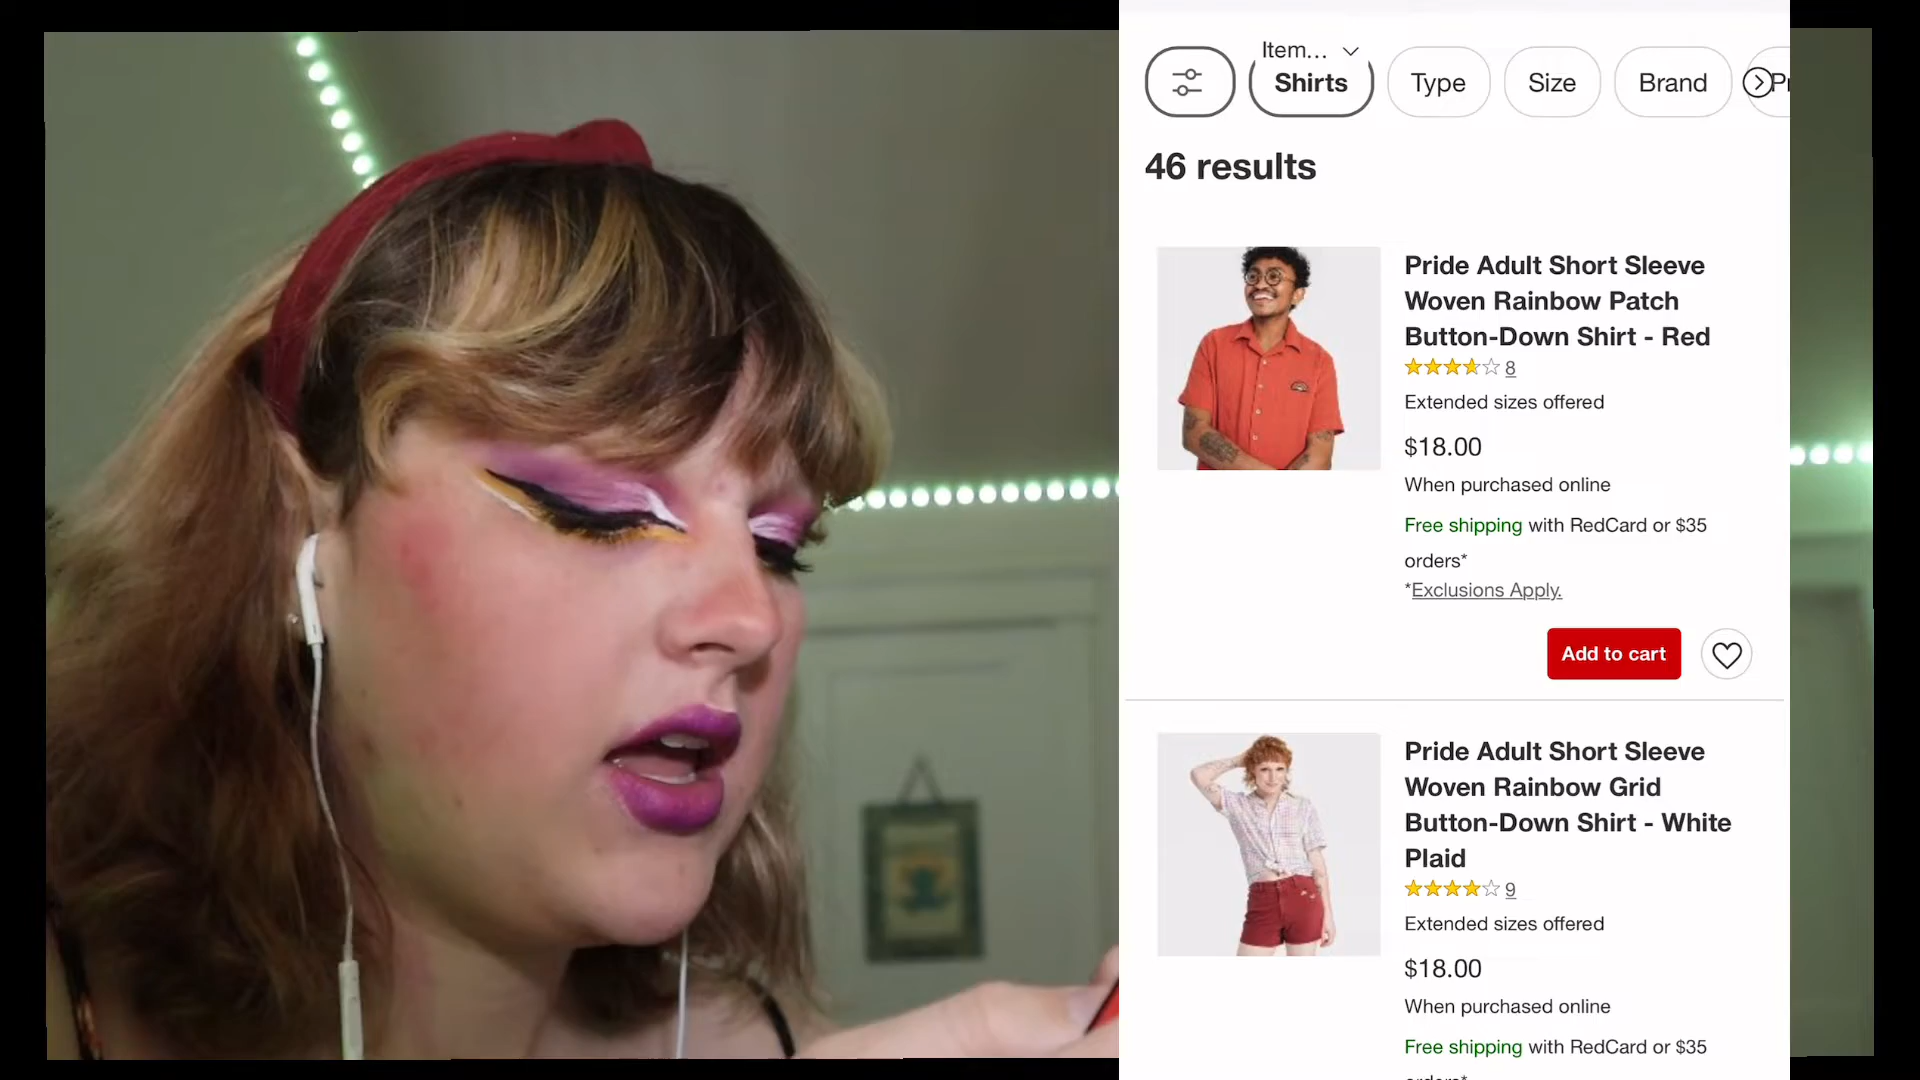 Item...
Shirts
Type
Size
Brand
46 results
Pride Adult Short Sleeve
Woven Rainbow Patch
Button-Down Shirt - Red
8
Extended sizes offered
$18.00
When purchased online
Free shipping with RedCard or $35
orders*
*Exclusions Apply.
Add to cart
Pride Adult Short Sleeve
Woven Rainbow Grid
Button-Down Shirt - White
Plaid
9
Extended sizes offered
$18.00
When purchased online
Free shipping with RedCard or $35
orders*